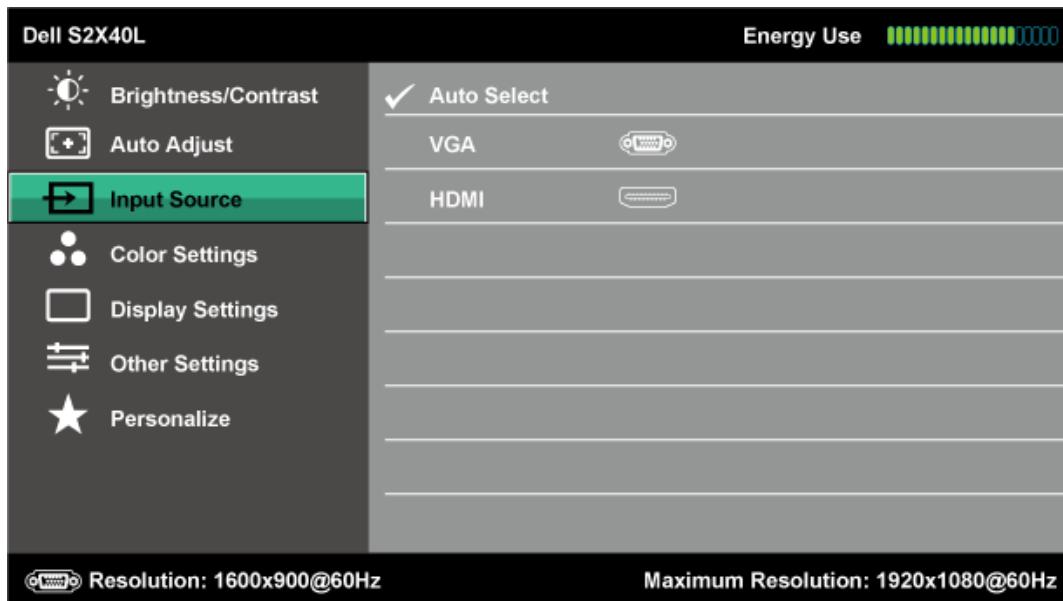 Dell S2X40L Energy Use
Brightness/Contrast
Auto Adjust
Input Source
Color Settings
Display Settings
Other Settings
Personalize
Auto Select
VGA
HDMI
Resolution: 1600x900@60Hz Maximum Resolution: 1920x1080@60Hz